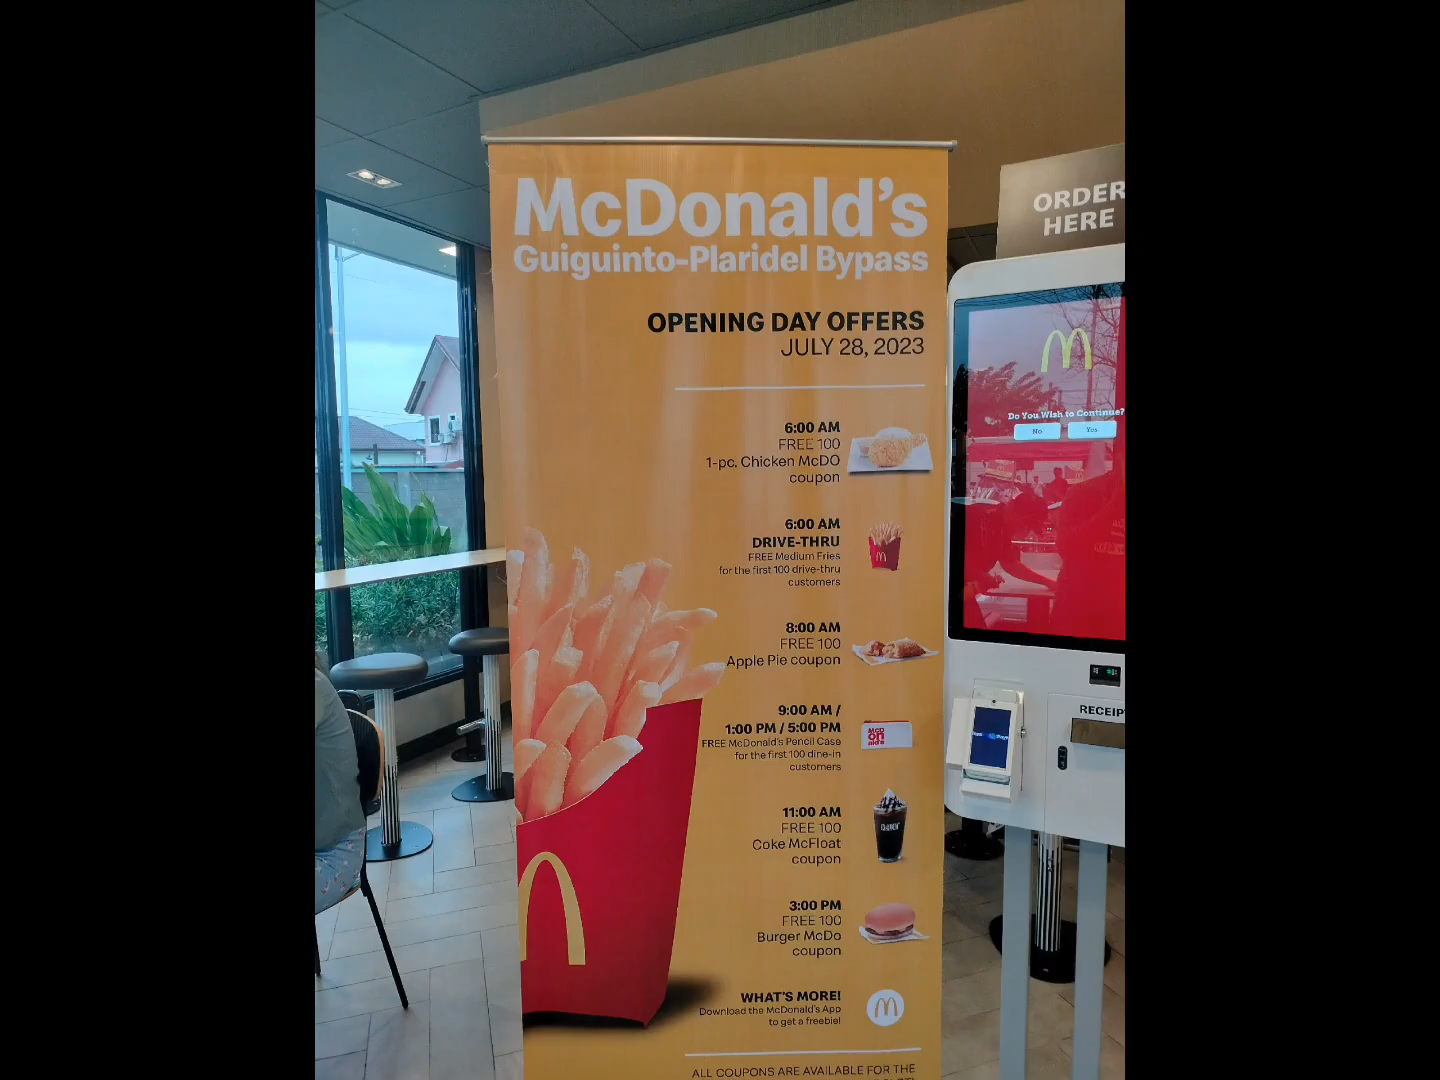 McDonald's
Guiguinto-Plaridel Bypass
OPENING DAY OFFERS
JULY 28, 2023
6:00 AM
FREE 100
1-pc. Chicken McDO
coupon
6:00 AM
DRIVE-THRU
FREE Medium Fries
for the first 100 drive-thru
customers
8:00 AM
FREE 100
Apple Pie coupon
9:00 AM /
1:00 PM / 5:00 PM
FREE McDonald's Pencil Case
for the first 100 dine-in
customers
McD
on
ald's
11:00 AM
FREE 100
Coke McFloat
coupon
3:00 PM
FREE 100
Burger McDo
coupon
WHAT'S MORE!
Download the McDonald's App
to get a freebie!
ALL COUPONS ARE AVAILABLE FOR THE
ORDER
HERE
Do You Wish to Continue?
No
Yes
RECEIP